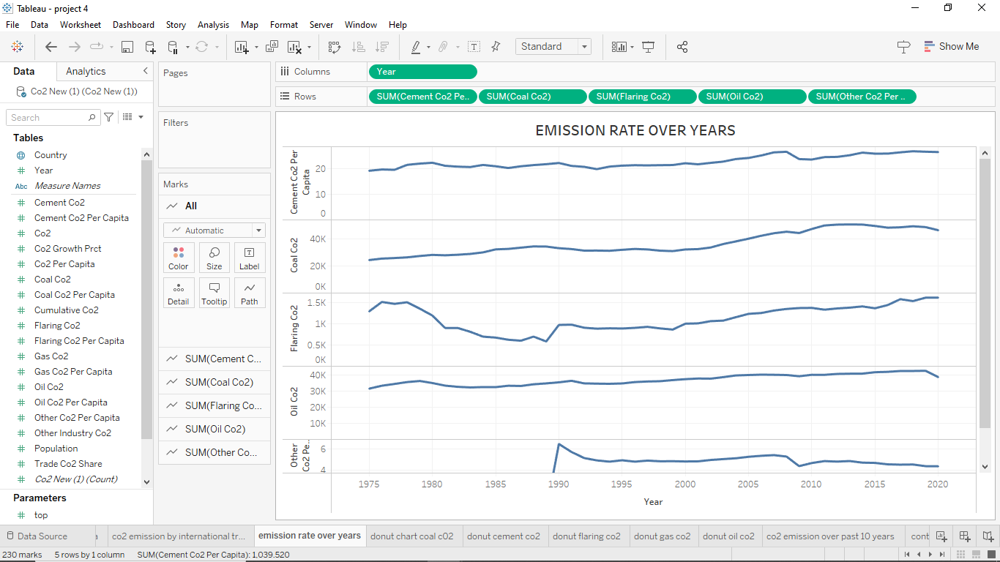 Tableau - project 4
File Data Worksheet Dashboard Story Analysis Map Format Server Window Help
Standard
Show Me
Data Analytics
Co2 New (1) (Co2 New (1))
Search
Tables
Country
Year
Abc Measure Names
Cement Co2
Cement Co2 Per Capita
Co2
Co2 Growth Prct
Co2 Per Capita
Coal Co2
Coal Co2 Per Capita
Cumulative Co2
Flaring Co2
Flaring Co2 Per Capita
Gas Co2
Gas Co2 Per Capita
Oil Co2
Oil Co2 Per Capita
Other Co2 Per Capita
Other Industry Co2
Population
Trade Co2 Share
Co2 New (1) (Count)
Parameters
top
Pages
Filters
Marks
All
Automatic
Color Size Label
Detail Tooltip Path
SUM(Cement C...
SUM(Coal Co2)
SUM(Flaring Co...
SUM(Oil Co2)
SUM(Other Co...
Columns
Year
Rows
SUM(Cement Co2 Pe.. SUM(Coal Co2) SUM(Flaring Co2) SUM(Oil Co2) SUM(Other Co2 Per ..
EMISSION RATE OVER YEARS
Cement Co2 Per
Capita
20
10
0
Coal Co2
40K
20K
0K
Flaring Co2
1.5K
1K
0.5K
0K
Oil Co2
40K
30K
20K
10K
Other
Co2 Pe..
6
4
1975 1980 1985 1990 1995 2000 2005 2010 2015 2020
Year
Data Source a co2 emission by international tr... emission rate over years donut chart coal c02 donut cement co2 donut flaring co2 donut gas co2 donut oil co2 co2 emission over past 10 years cont
230 marks 5 rows by 1 column SUM(Cement Co2 Per Capita): 1,039.520